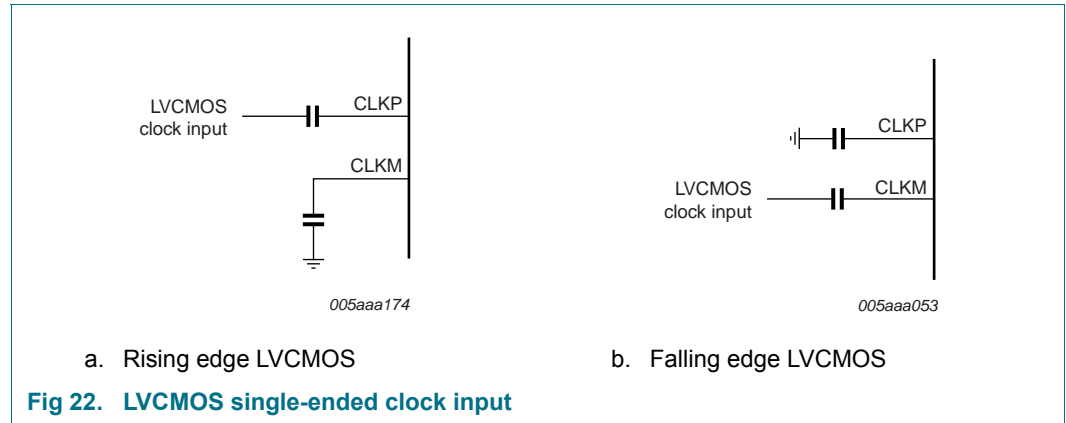 LVCMOS
clock input
CLKP
CLKM
005aaa174
a. Rising edge LVCMOS
CLKP
LVCMOS
clock input
CLKM
005aaa053
b. Falling edge LVCMOS
Fig 22. LVCMOS single-ended clock input